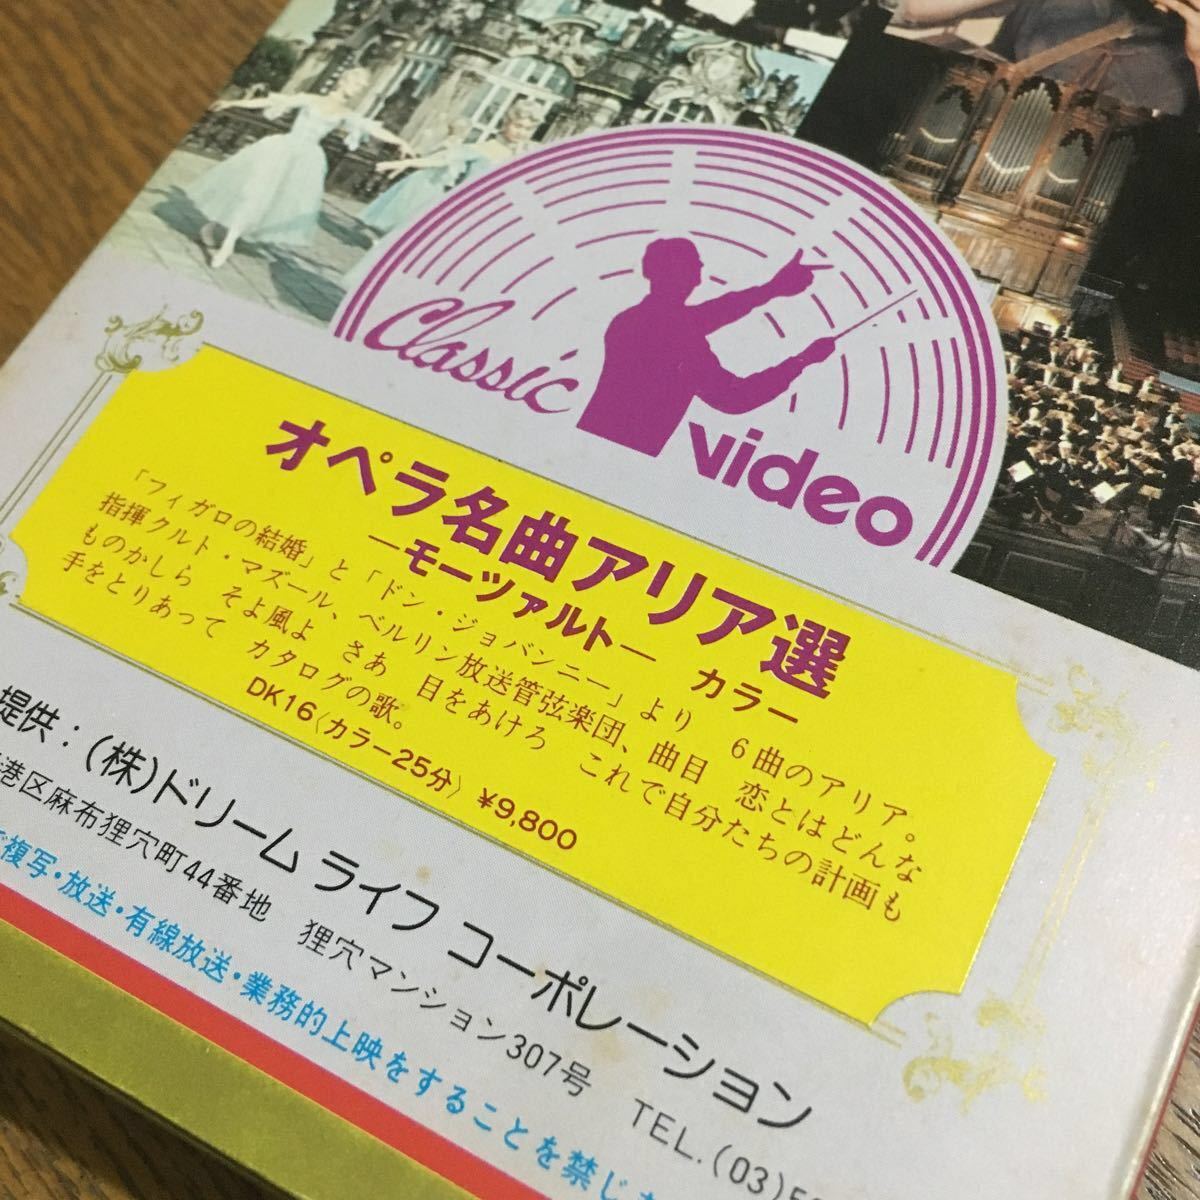 Classic
video
オペラ名曲アリア選
—モーツァルト— カラー
「フィガロの結婚」と「ドン・ジョバンニー」より 6曲のアリア。
指揮クルト・マズール、ベルリン放送管弦楽団、曲目 恋とはどんな
ものかしら そよ風よ さあ 目をあけろ これで自分たちの計画も
手をとりあって カタログの歌。
DK16〈カラー25分〉 ¥9,800
提供:(株)ドリーム ライフ コーポレーション
港区麻布狸穴町44番地 狸穴マンション307号 TEL.(03)5
複写・放送・有線放送・業務的上映をすることを禁じ